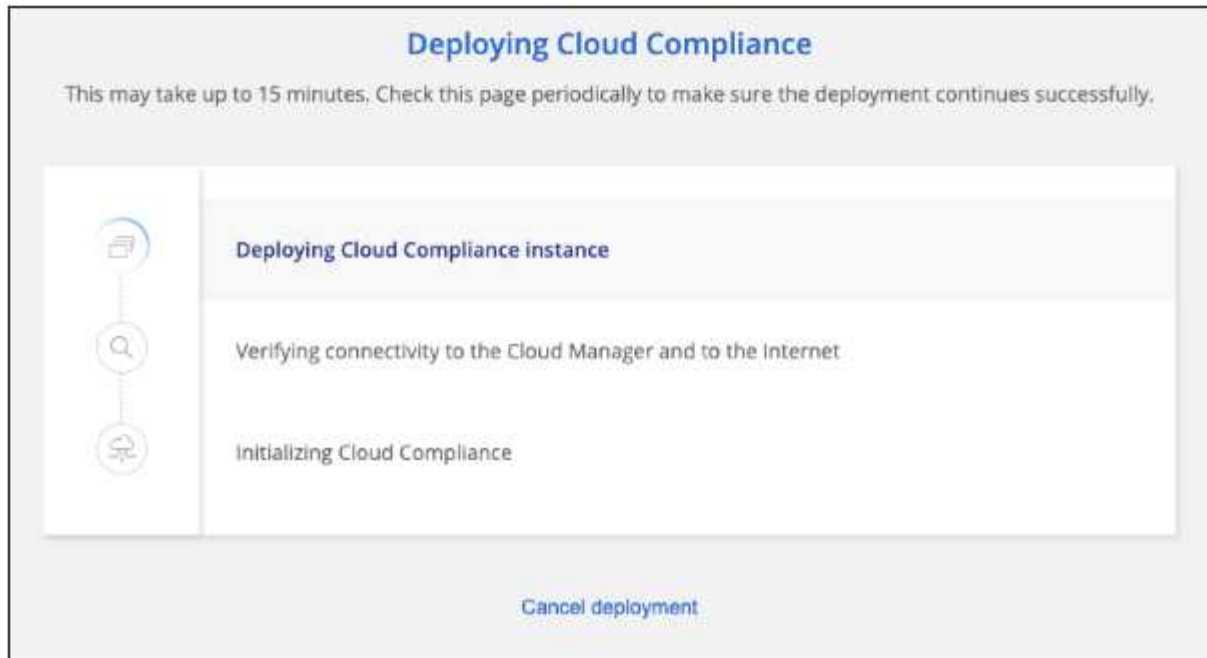 Deploying Cloud Compliance
This may take up to 15 minutes. Check this page periodically to make sure the deployment continues successfully.
Deploying Cloud Compliance instance
Verifying connectivity to the Cloud Manager and to the Internet
Initializing Cloud Compliance
Cancel deployment